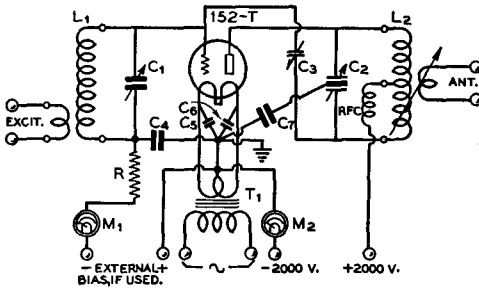 L1
152-T
L2
C1
C3
C2
C6
C5
C7
C4
RFC
ANT.
EXCIT.
R
T1
M1
M2
- EXTERNAL+
BIAS, IF USED.
~
-2000 V.
+2000 V.